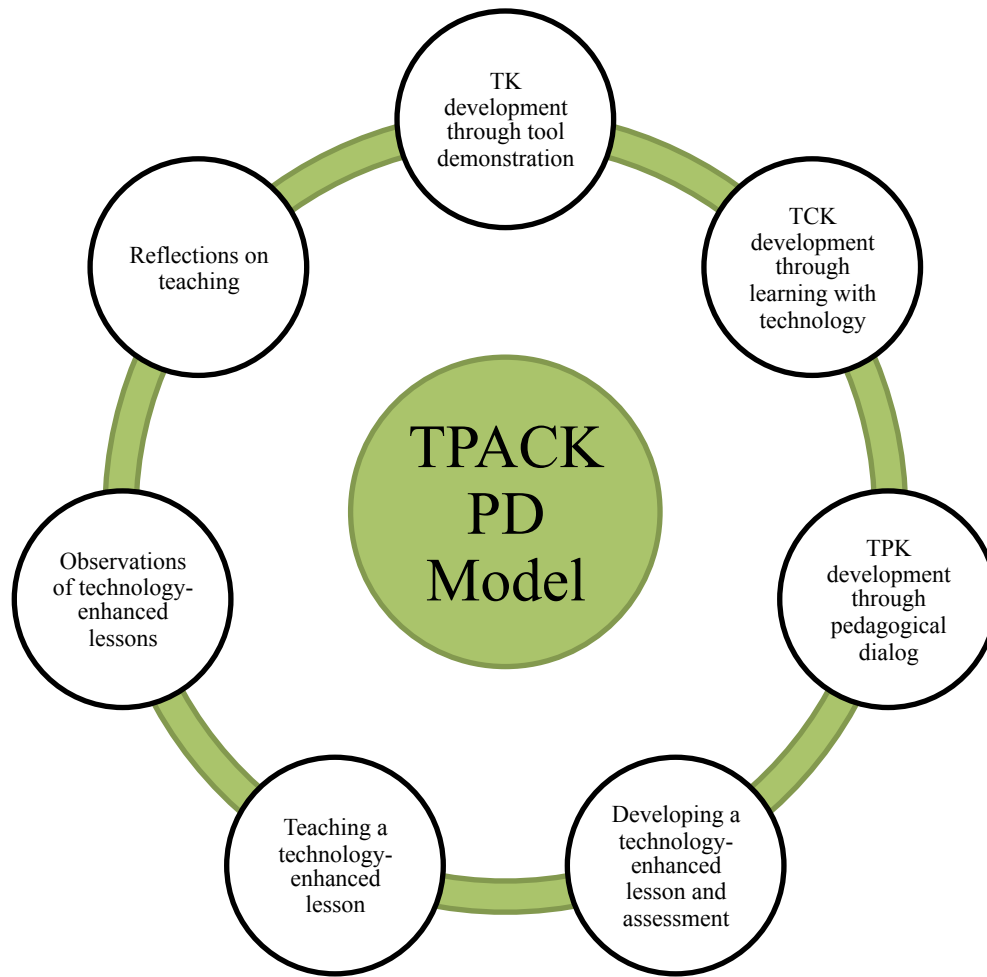 TK
development
through tool
demonstration
TCK
development
through
learning with
technology
TPK
development
through
pedagogical
dialog
Developing a
technology-
enhanced
lesson and
assessment
Teaching a
technology-
enhanced
lesson
Observations
of technology-
enhanced
lessons
Reflections on
teaching
TPACK
PD
Model